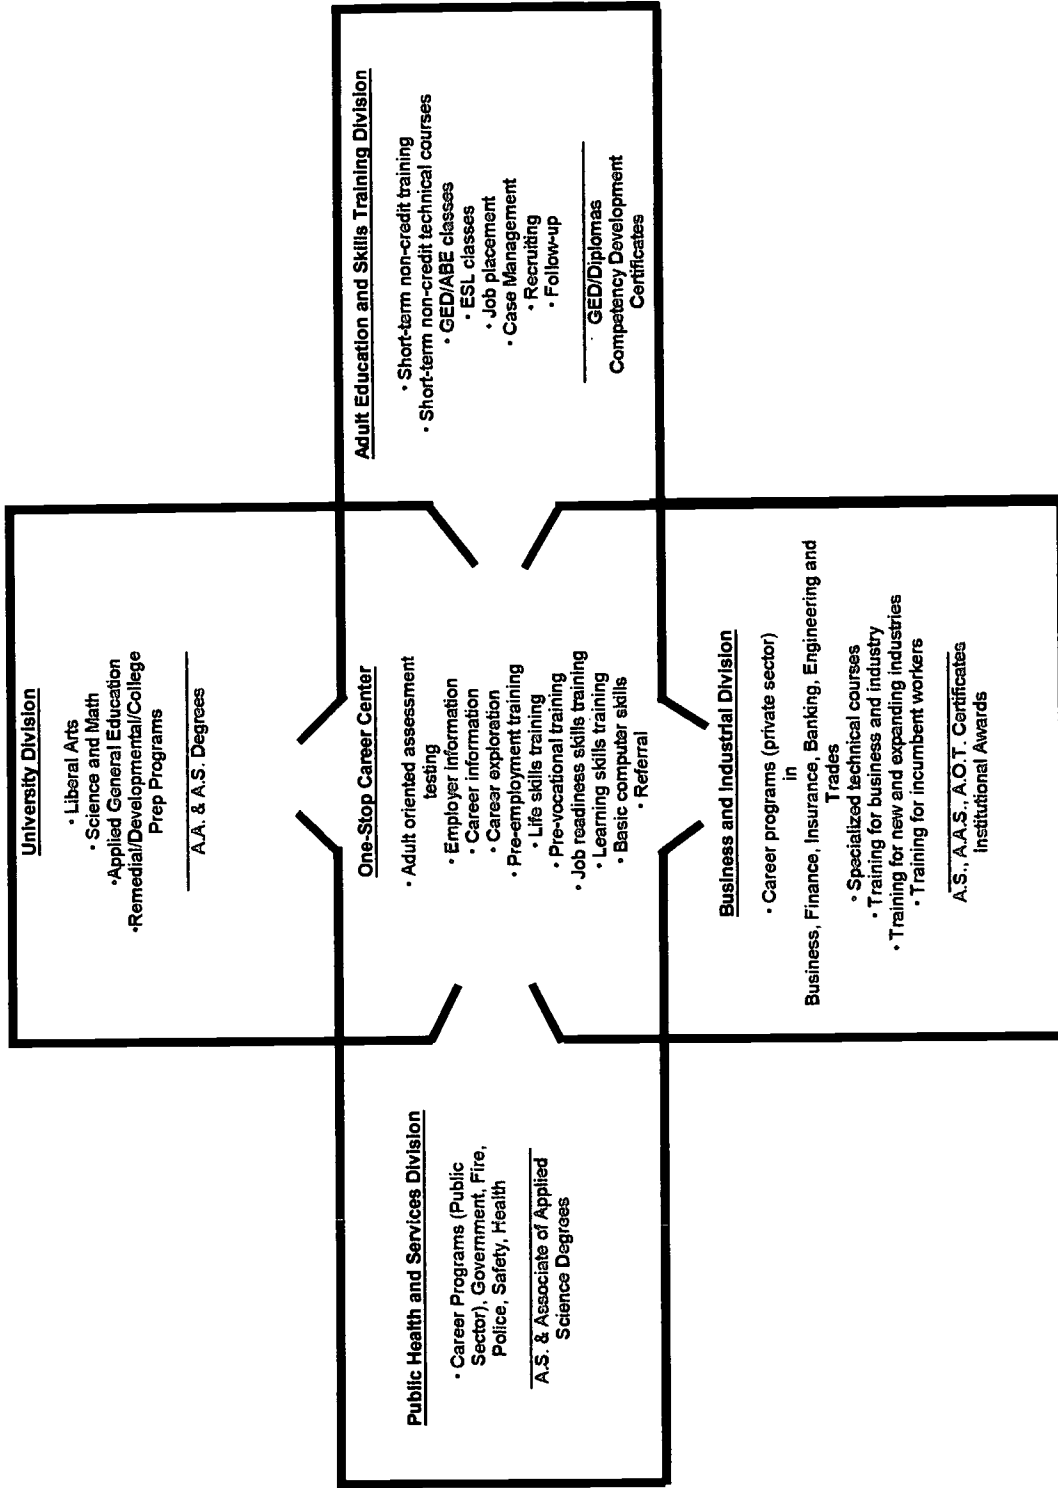 University Division
• Liberal Arts
• Science and Math
•Applied General Education
•Remedial/Developmental/College
Prep Programs
A.A. & A.S. Degrees
Public Health and Services Division
• Career Programs (Public
Sector), Government, Fire,
Police, Safety, Health
A.S. & Associate of Applied
Science Degrees
One-Stop Career Center
• Adult oriented assessment
testing
• Employer information
• Career information
• Career exploration
• Pre-employment training
• Life skills training
• Pre-vocational training
• Job readiness skills training
• Learning skills training
• Basic computer skills
• Referral
Adult Education and Skills Training Division
• Short-term non-credit training
• Short-term non-credit technical courses
• GED/ABE classes
• ESL classes
• Job placement
• Case Management
• Recruiting
• Follow-up
GED/Diplomas
Competency Development
Certificates
Business and Industrial Division
• Career programs (private sector)
in
Business, Finance, Insurance, Banking, Engineering and
Trades
• Specialized technical courses
• Training for business and industry
• Training for new and expanding industries
• Training for incumbent workers
A.S., A.A.S., A.O.T. Certificates
Institutional Awards